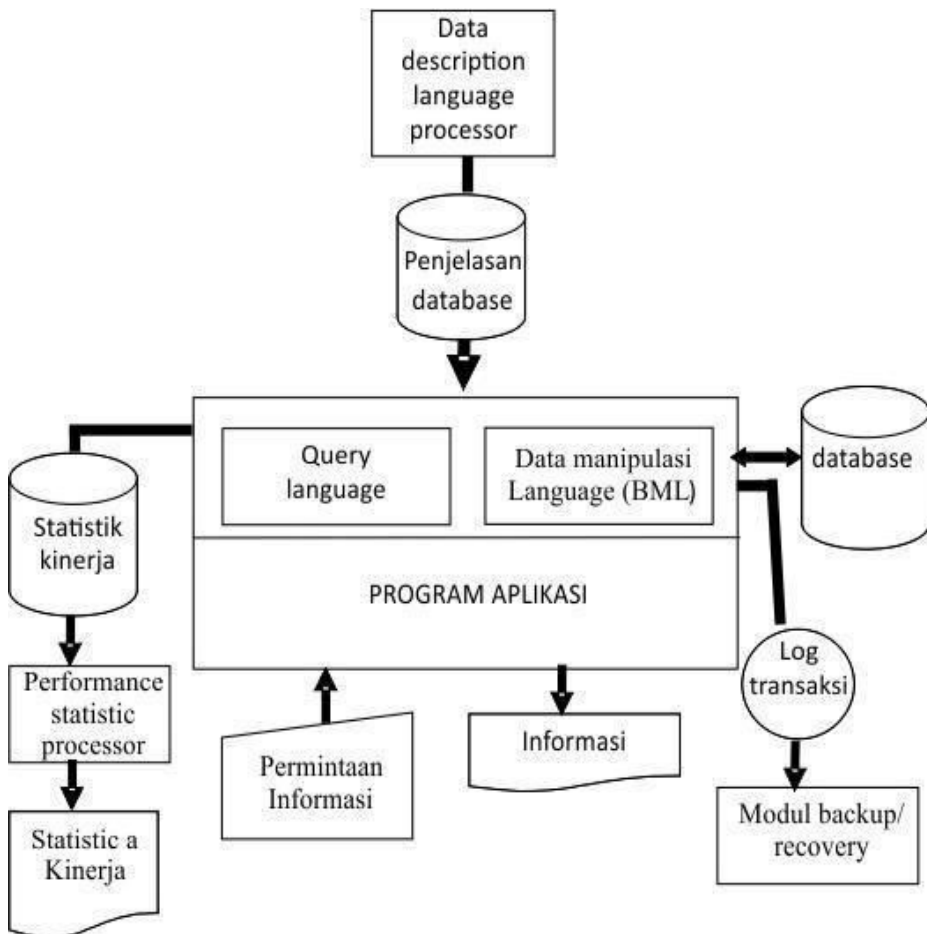 Data
description
language
processor
Penjelasan
database
Query
language
Data manipulasi
Language (BML)
database
Statistik
kinerja
PROGRAM APLIKASI
Log
transaksi
Performance
statistic
processor
Permintaan
Informasi
Informasi
Modul backup/
recovery
Statistic a
Kinerja